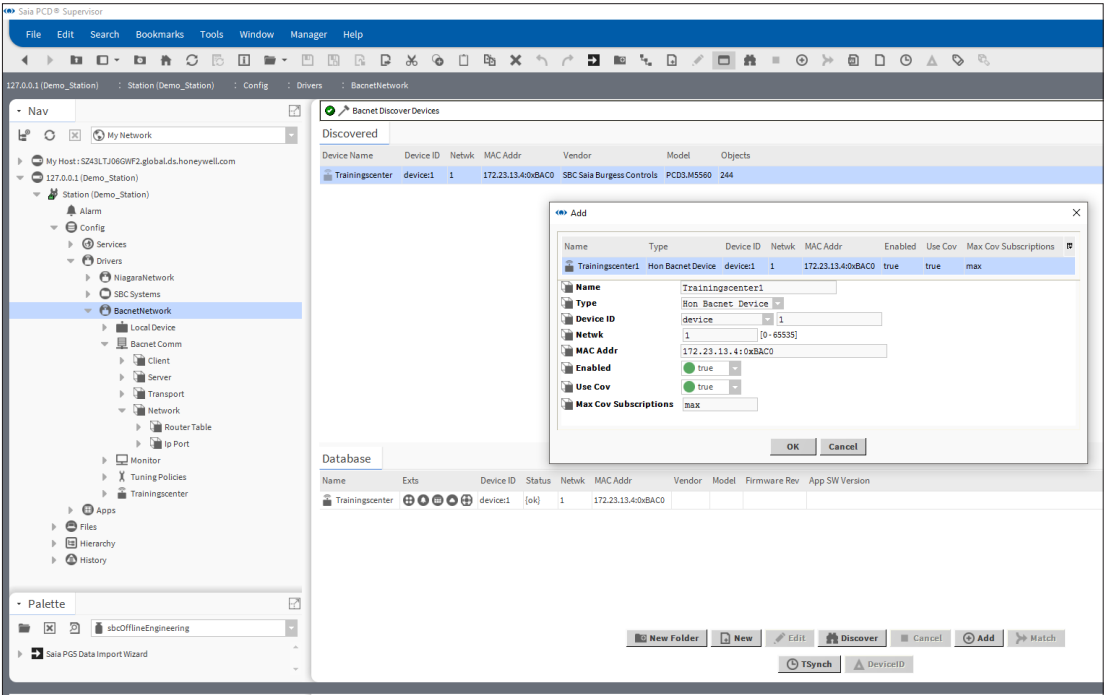 Saia PCD® Supervisor
File Edit Search Bookmarks Tools Window Manager Help
127.0.0.1 (Demo_Station) : Station (Demo_Station) : Config : Drivers : BacnetNetwork
Nav
My Network
My Host : SZ43LTJ06GWF2.global.ds.honeywell.com
127.0.0.1 (Demo_Station)
Station (Demo_Station)
Alarm
Config
Services
Drivers
NiagaraNetwork
SBC Systems
BacnetNetwork
Local Device
Bacnet Comm
Client
Server
Transport
Network
Router Table
Ip Port
Monitor
Tuning Policies
Trainingscenter
Apps
Files
Hierarchy
History
Palette
sbcOfflineEngineering
Saia PG5 Data Import Wizard
Bacnet Discover Devices
Discovered
Device Name Device ID Netwk MAC Addr Vendor Model Objects
Trainingscenter device:1 1 172.23.13.4:0xBAC0 SBC Saia Burgess Controls PCD3.M5560 244
Add
Name Type Device ID Netwk MAC Addr Enabled Use Cov Max Cov Subscriptions
Trainingscenter1 Hon Bacnet Device device:1 1 172.23.13.4:0xBAC0 true true max
Name Trainingscenter1
Type Hon Bacnet Device
Device ID device 1
Netwk 1 [0-65535]
MAC Addr 172.23.13.4:0xBAC0
Enabled true
Use Cov true
Max Cov Subscriptions max
OK Cancel
Database
Name Exts Device ID Status Netwk MAC Addr Vendor Model Firmware Rev App SW Version
Trainingscenter device:1 {ok} 1 172.23.13.4:0xBAC0
New Folder New Edit Discover Cancel Add Match
TSynch DeviceID